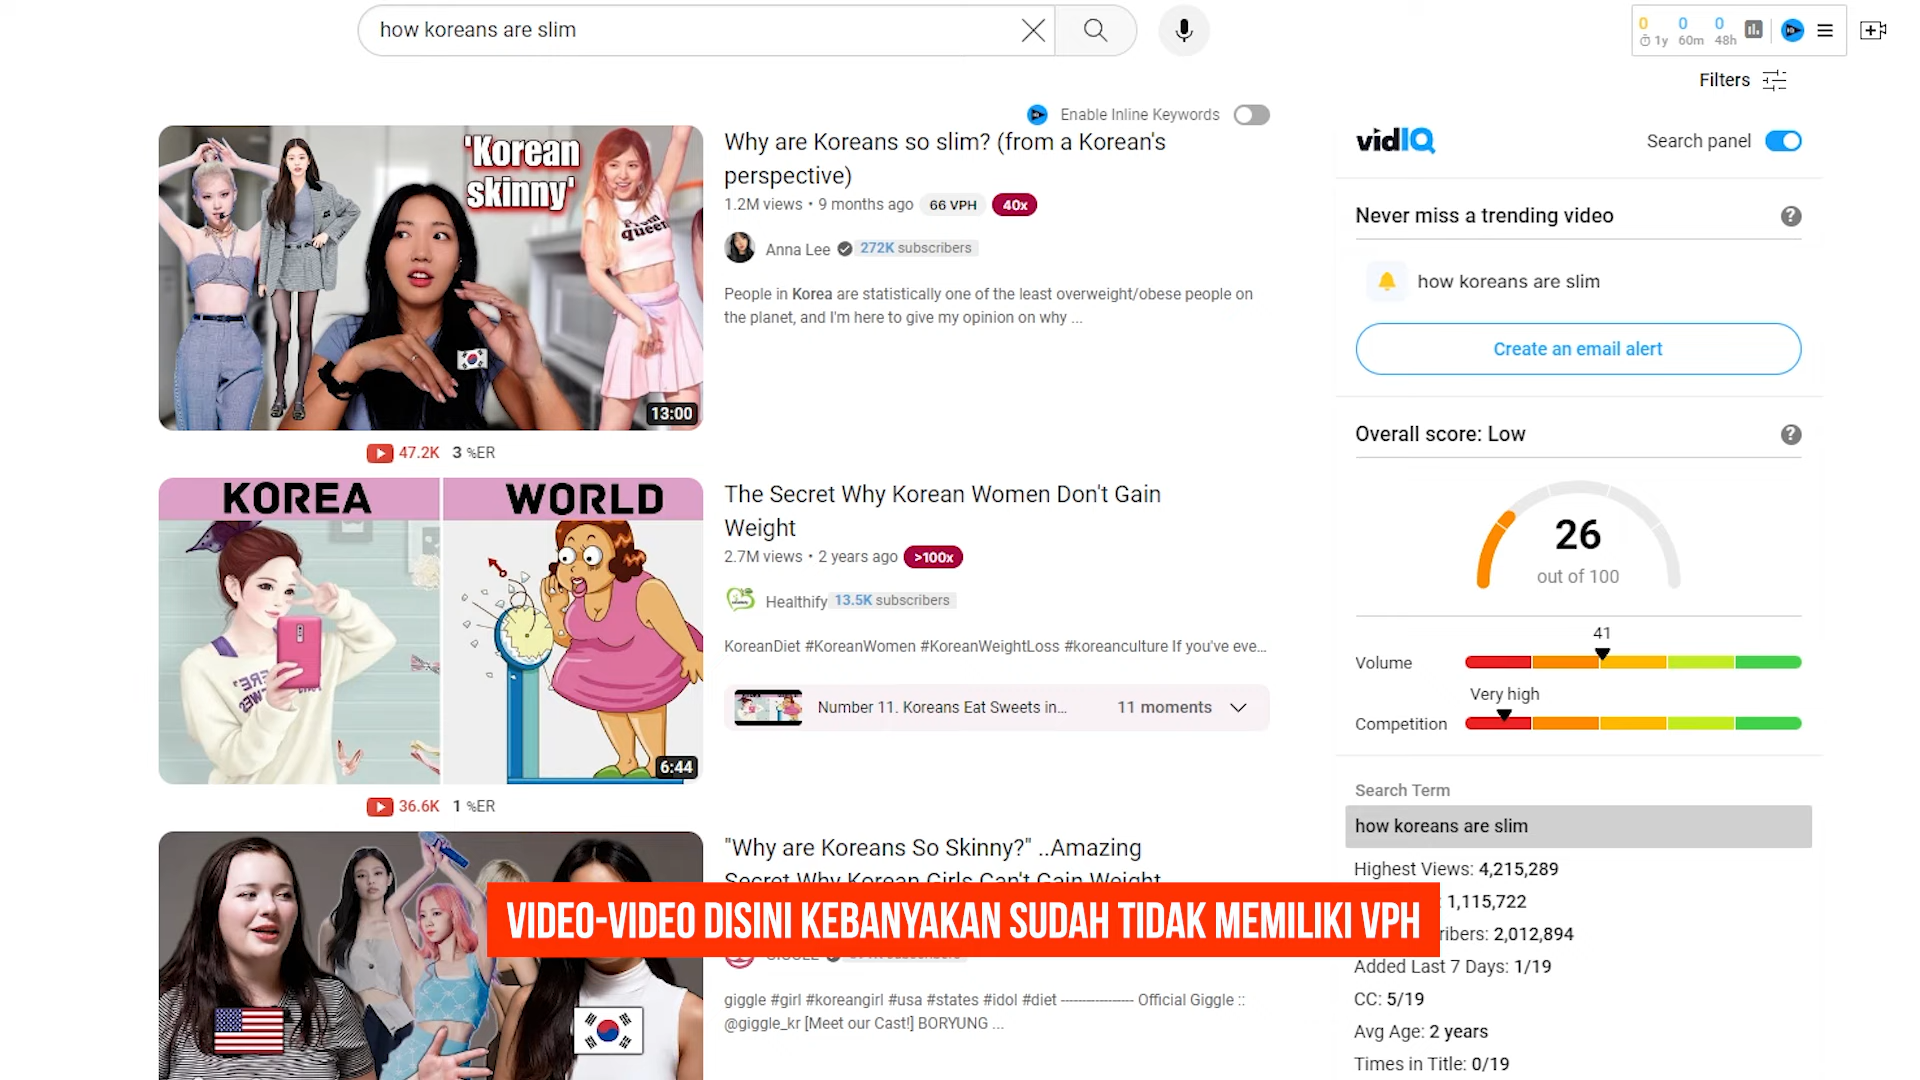 how koreans are slim
0 0 0
1y 60m 48h
Filters
Enable Inline Keywords
'Korean
skinny'
Prom
queen
13:00
47.2K 3 %ER
Why are Koreans so slim? (from a Korean's
perspective)
1.2M views • 9 months ago 66 VPH 40x
Anna Lee 272K subscribers
People in Korea are statistically one of the least overweight/obese people on
the planet, and I'm here to give my opinion on why ...
KOREA WORLD
6:44
36.6K 1 %ER
The Secret Why Korean Women Don't Gain
Weight
2.7M views • 2 years ago >100x
Healthify 13.5K subscribers
KoreanDiet #KoreanWomen #KoreanWeightLoss #koreanculture If you've eve...
Number 11. Koreans Eat Sweets in... 11 moments
"Why are Koreans So Skinny?" ..Amazing
Secret Why Korean Girls Can't Gain Weight
VIDEO-VIDEO DISINI KEBANYAKAN SUDAH TIDAK MEMILIKI VPH
giggle #girl #koreangirl #usa #states #idol #diet ----------------- Official Giggle ::
@giggle_kr [Meet our Cast!] BORYUNG ...
vidIQ Search panel
Never miss a trending video
how koreans are slim
Create an email alert
Overall score: Low
26
out of 100
41
Volume
Very high
Competition
Search Term
how koreans are slim
Highest Views: 4,215,289
: 1,115,722
ribers: 2,012,894
Added Last 7 Days: 1/19
CC: 5/19
Avg Age: 2 years
Times in Title: 0/19